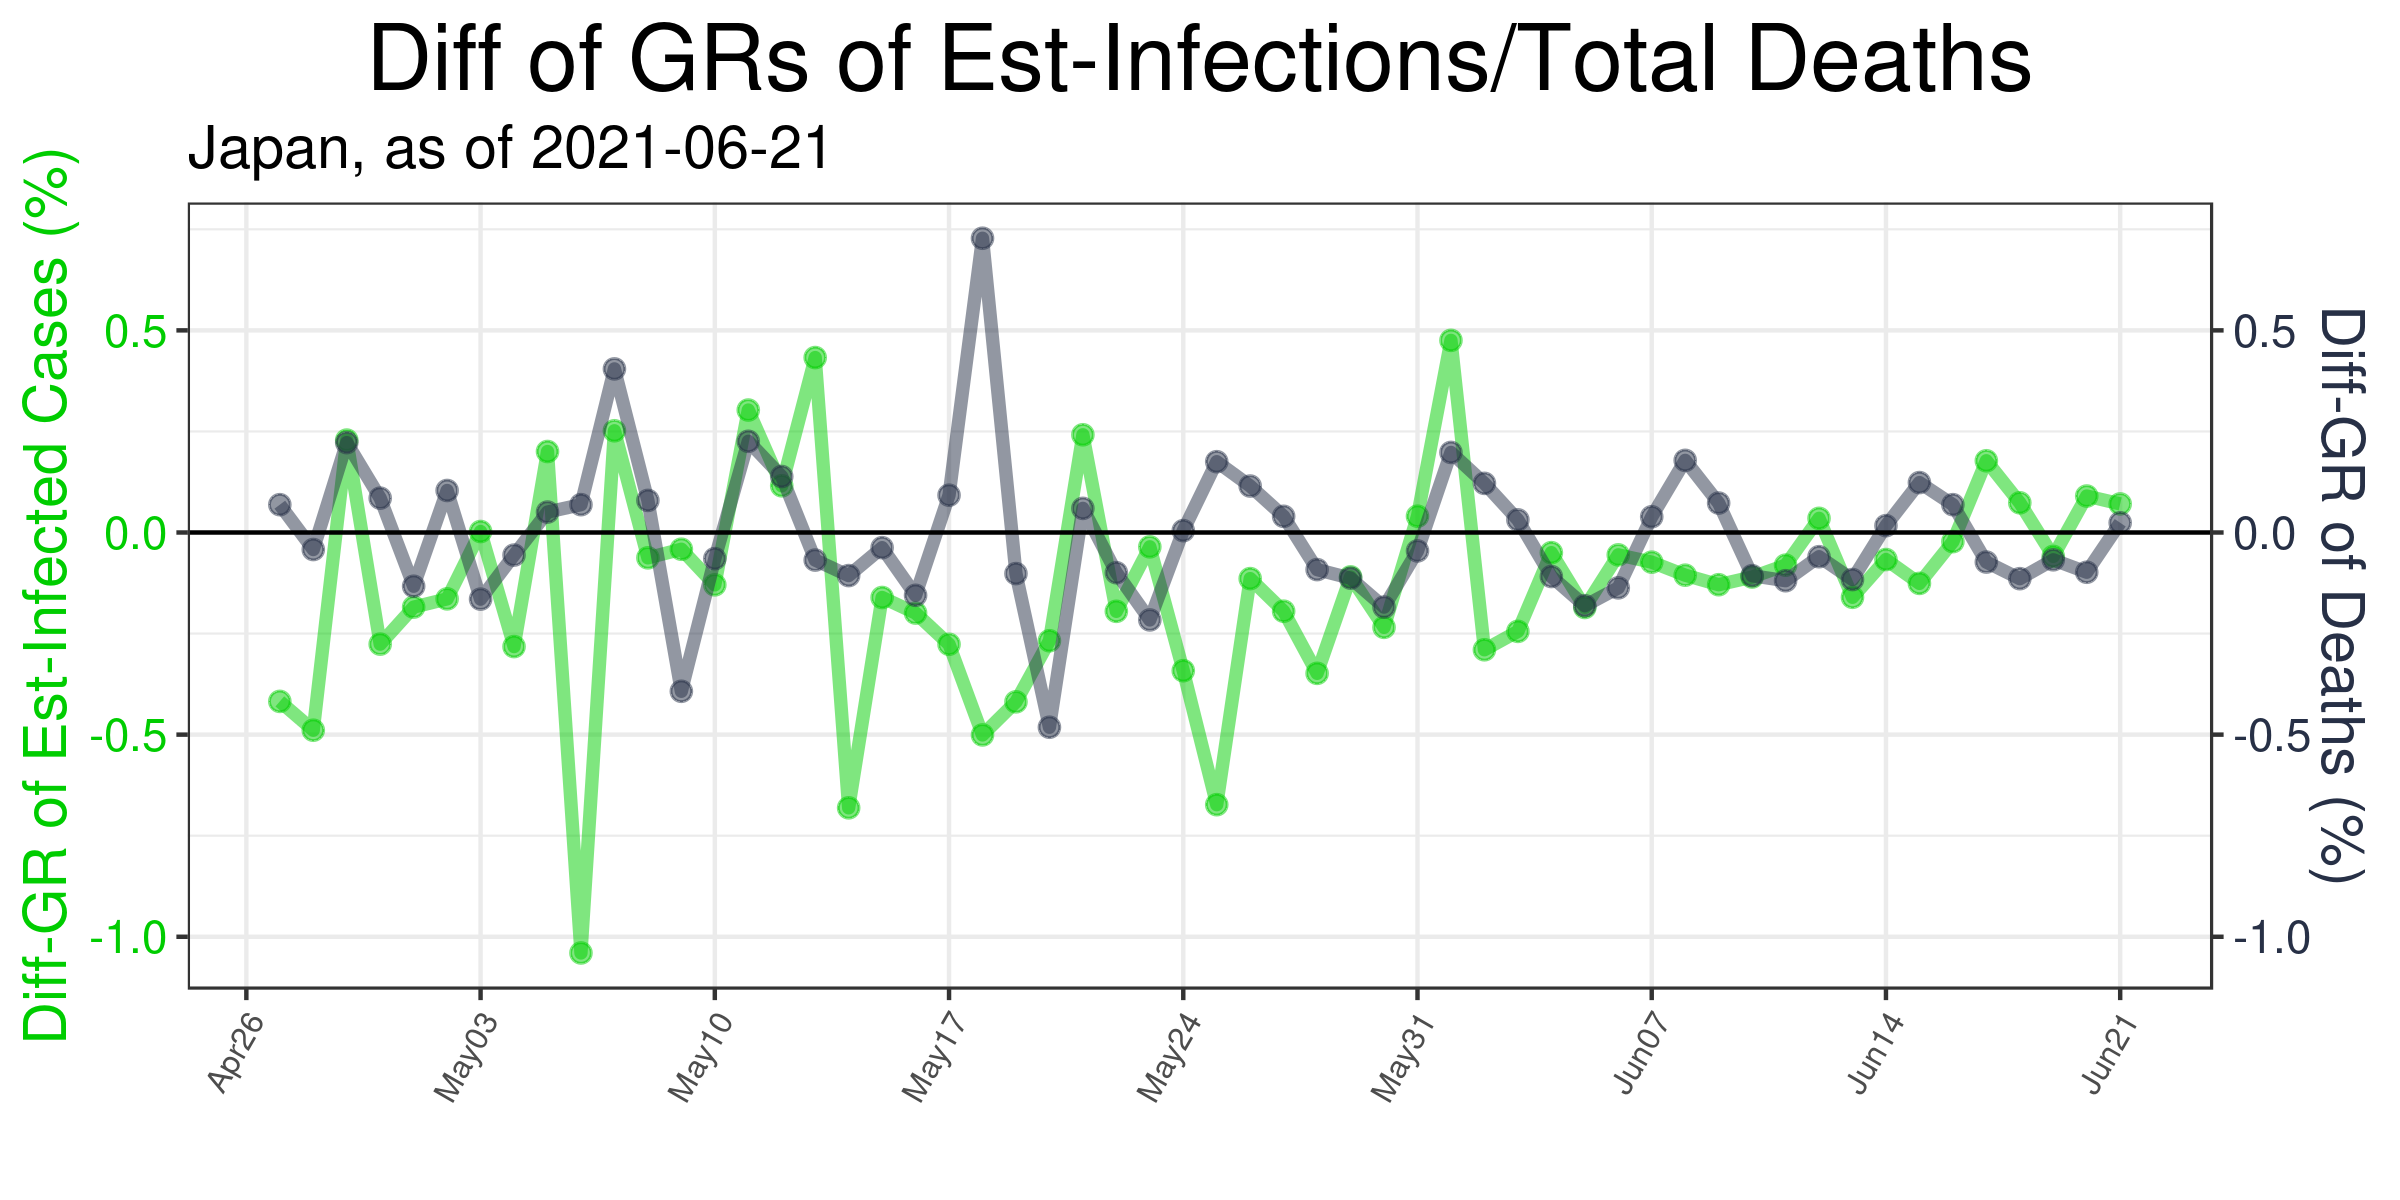 Diff of GRs of Est-Infections/Total Deaths
Japan, as of 2021-06-21
Diff-GR of Est-Infected Cases (%)
0.5
0.0
-0.5
-1.0
0.5
0.0
-0.5
-1.0
Diff-GR of Deaths (%)
Apr26
May03
May10
May17
May24
May31
Jun07
Jun14
Jun21